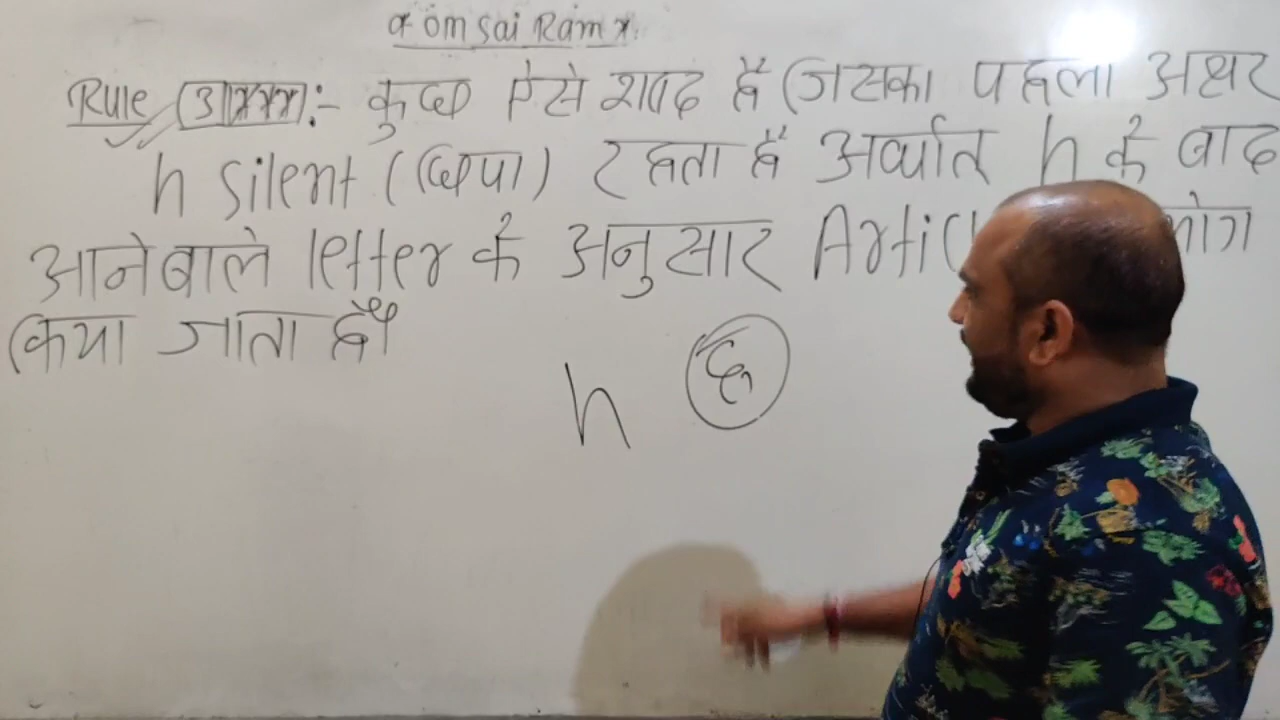 om sai Ram
Rule :- कुछ ऐसे शब्द हैं जिसका पहला अक्षर
h silent (छिपा) रहता है अर्थात h के बाद
आनेबाले letter के अनुसार
किया जाता है।
h ह